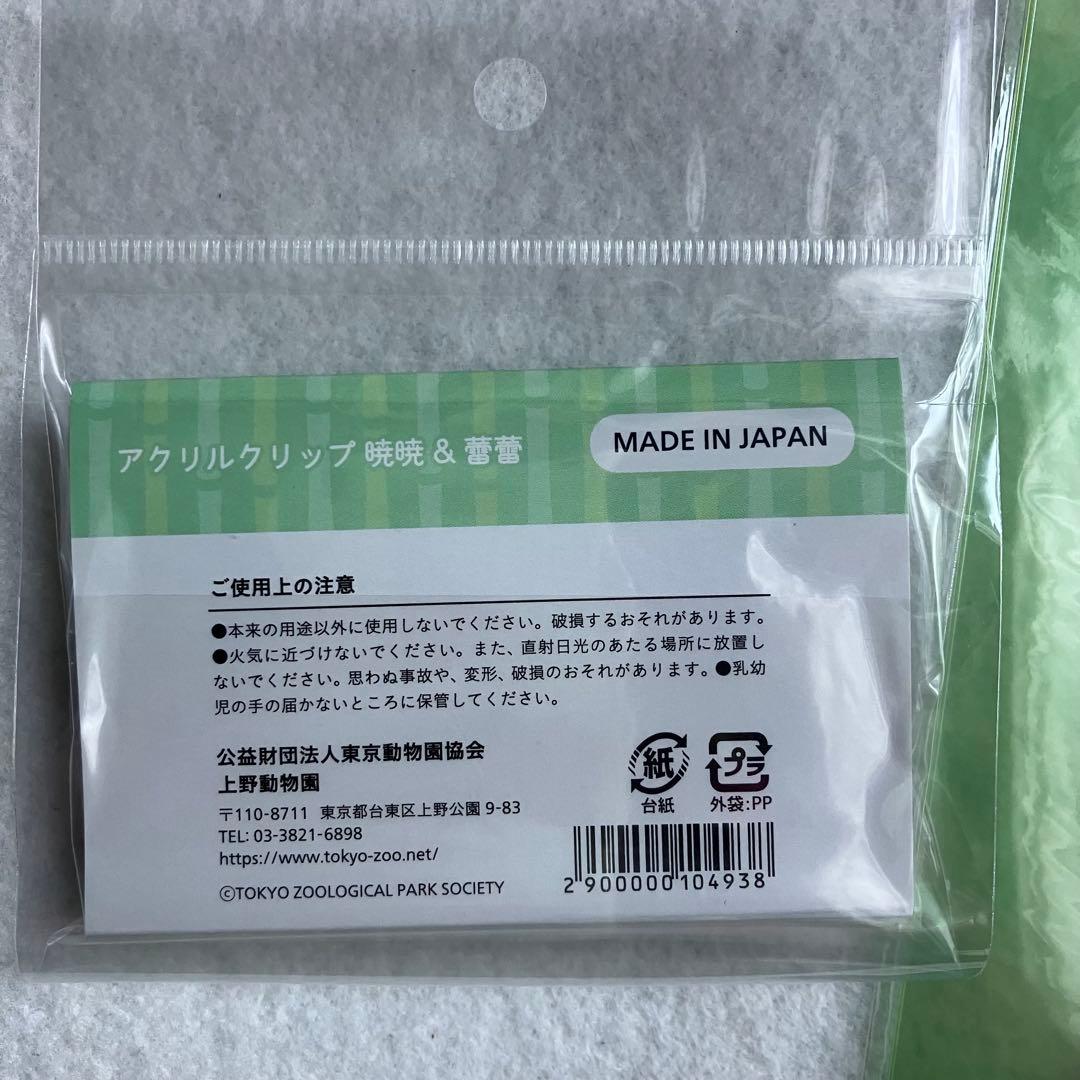 アクリルクリップ 暁暁 & 蕾蕾
MADE IN JAPAN
ご使用上の注意
●本来の用途以外に使用しないでください。破損するおそれがあります。
●火気に近づけないでください。また、直射日光のあたる場所に放置し
ないでください。思わぬ事故や、変形、破損のおそれがあります。●乳幼
児の手の届かないところに保管してください。
公益財団法人東京動物園協会
上野動物園
〒110-8711 東京都台東区上野公園 9-83
TEL: 03-3821-6898
https://www.tokyo-zoo.net/
©TOKYO ZOOLOGICAL PARK SOCIETY
紙
台紙
プラ
外袋:PP
2900000104938